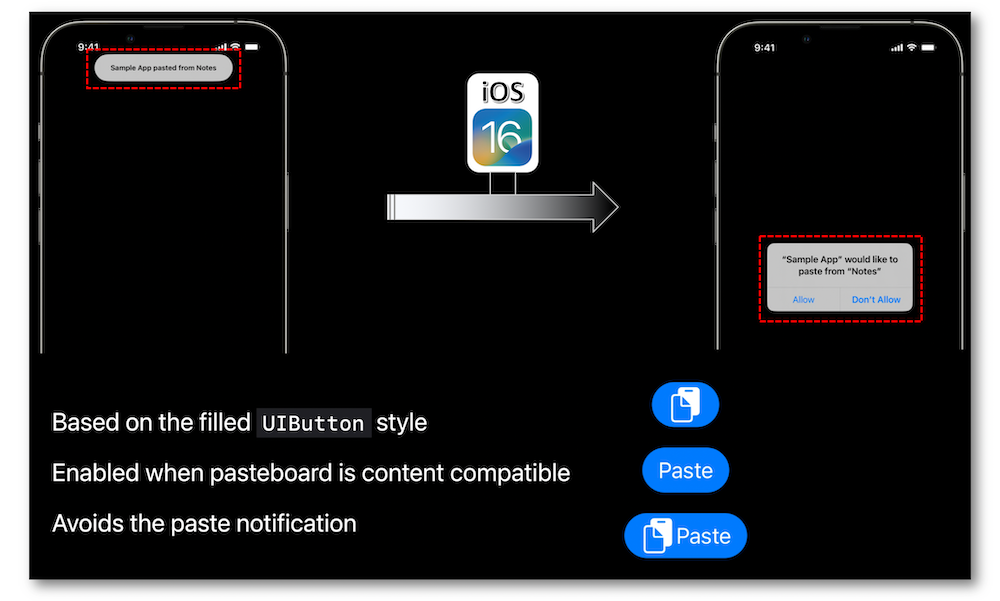 9:41
Sample App pasted from Notes
iOS
16
9:41
“Sample App” would like to
paste from “Notes”
Allow
Don't Allow
Based on the filled UIButton style
Enabled when pasteboard is content compatible
Paste
Avoids the paste notification
Paste